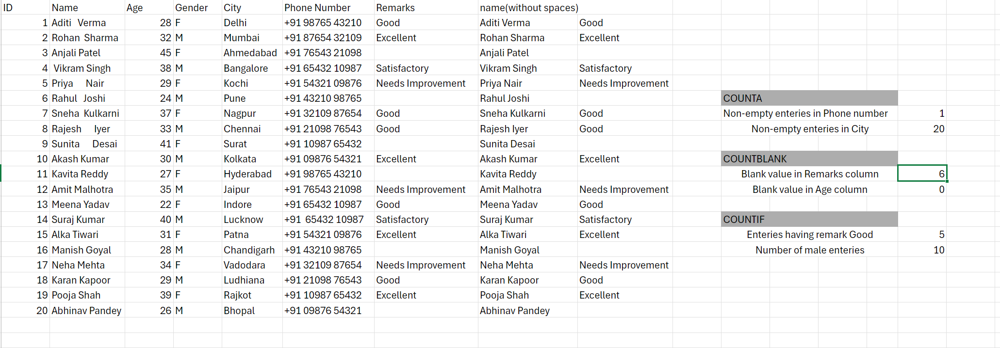 ID Name Age Gender City Phone Number Remarks name(without spaces)
1 Aditi   Verma 28 F Delhi +91 98765 43210 Good Aditi Verma Good
2 Rohan  Sharma 32 M Mumbai +91 87654 32109 Excellent Rohan Sharma Excellent
3 Anjali Patel 45 F Ahmedabad +91 76543 21098 Anjali Patel
4 Vikram Singh 38 M Bangalore +91 65432 10987 Satisfactory Vikram Singh Satisfactory
5 Priya    Nair 29 F Kochi +91 54321 09876 Needs Improvement Priya Nair Needs Improvement
6 Rahul   Joshi 24 M Pune +91 43210 98765 Rahul Joshi COUNTA
7 Sneha  Kulkarni 37 F Nagpur +91 32109 87654 Good Sneha Kulkarni Good Non-empty enteries in Phone number 1
8 Rajesh    Iyer 33 M Chennai +91 21098 76543 Good Rajesh Iyer Good Non-empty enteries in City 20
9 Sunita    Desai 41 F Surat +91 10987 65432 Sunita Desai
10 Akash Kumar 30 M Kolkata +91 09876 54321 Excellent Akash Kumar Excellent COUNTBLANK
11 Kavita Reddy 27 F Hyderabad +91 98765 43210 Kavita Reddy Blank value in Remarks column 6
12 Amit Malhotra 35 M Jaipur +91 76543 21098 Needs Improvement Amit Malhotra Needs Improvement Blank value in Age column 0
13 Meena Yadav 22 F Indore +91 65432 10987 Good Meena Yadav Good
14 Suraj Kumar 40 M Lucknow +91  65432 10987 Satisfactory Suraj Kumar Satisfactory COUNTIF
15 Alka Tiwari 31 F Patna +91 54321 09876 Excellent Alka Tiwari Excellent Enteries having remark Good 5
16 Manish Goyal 28 M Chandigarh +91 43210 98765 Manish Goyal Number of male enteries 10
17 Neha Mehta 34 F Vadodara +91 32109 87654 Needs Improvement Neha Mehta Needs Improvement
18 Karan Kapoor 29 M Ludhiana +91 21098 76543 Good Karan Kapoor Good
19 Pooja Shah 39 F Rajkot +91 10987 65432 Excellent Pooja Shah Excellent
20 Abhinav Pandey 26 M Bhopal +91 09876 54321 Abhinav Pandey